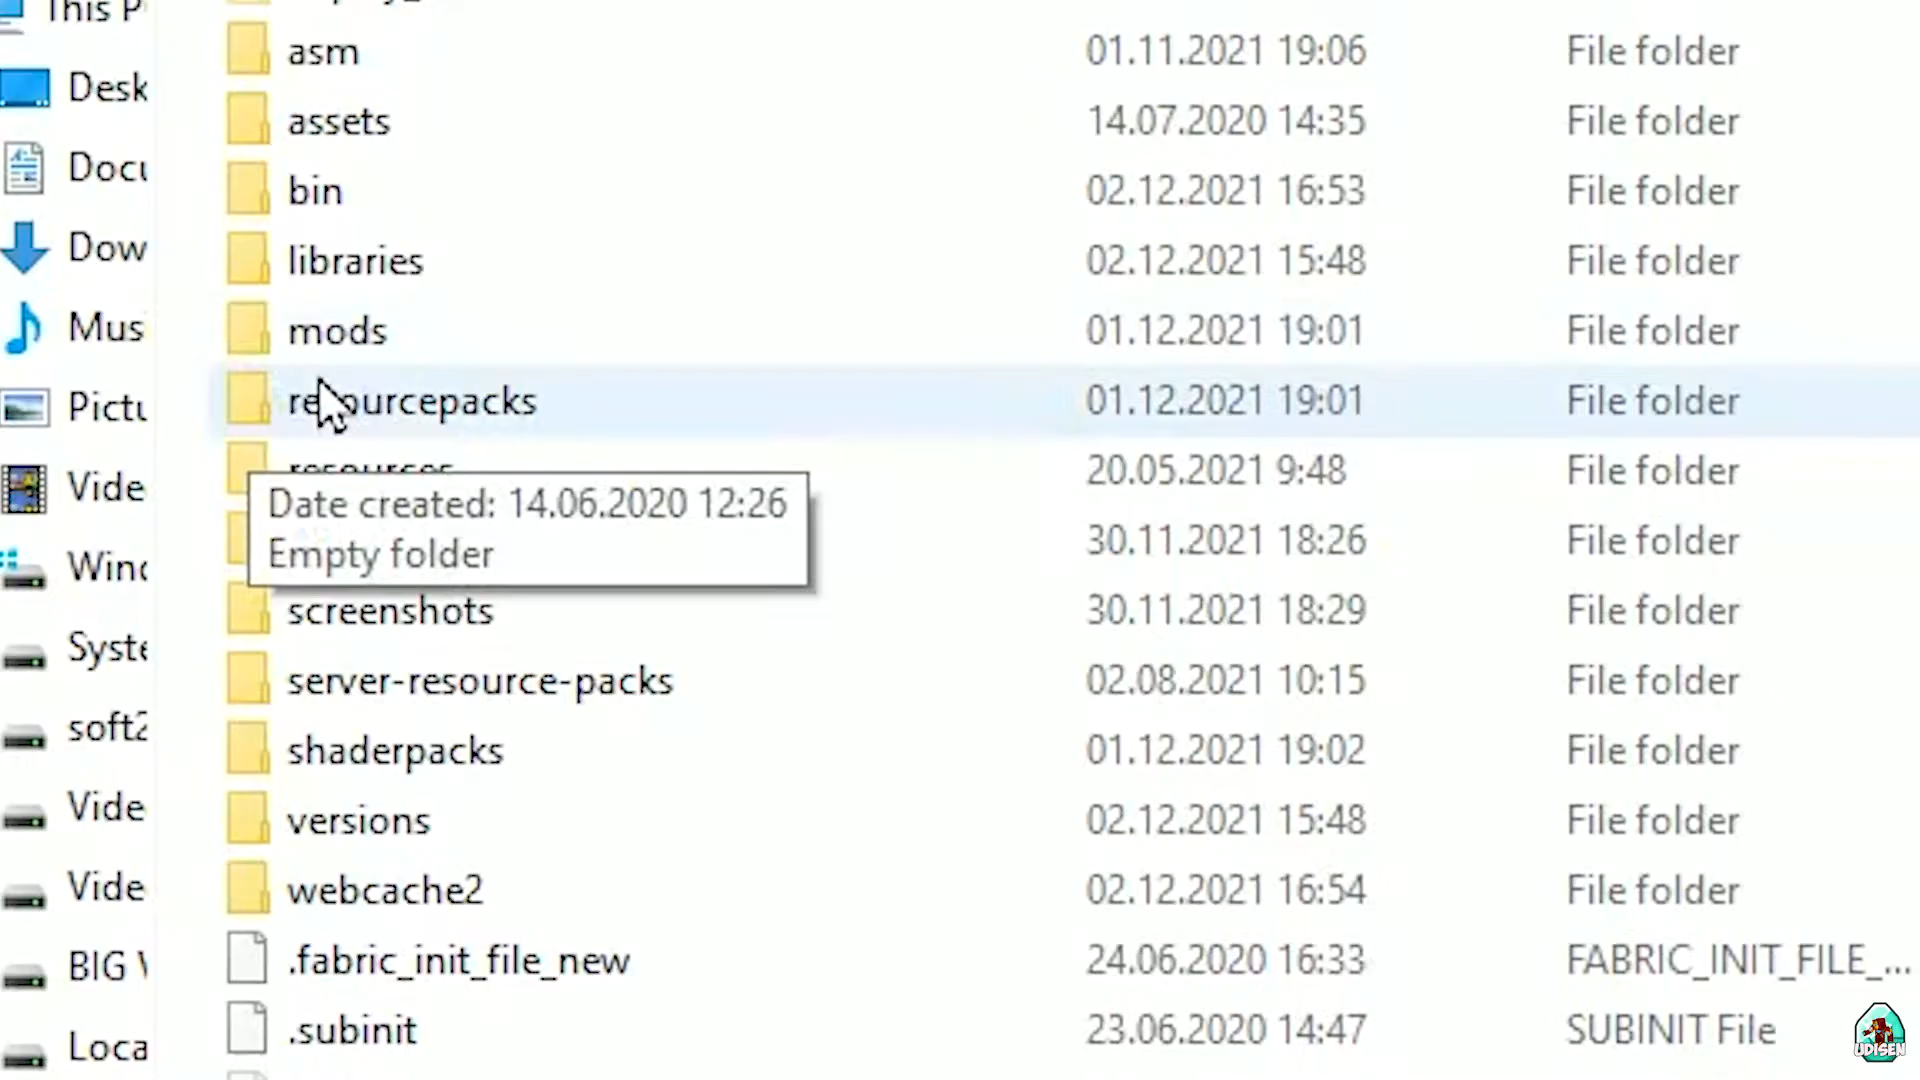 This P
asm 01.11.2021 19:06 File folder
Desk
assets 14.07.2020 14:35 File folder
Docu
bin 02.12.2021 16:53 File folder
Dow
libraries 02.12.2021 15:48 File folder
Mus
mods 01.12.2021 19:01 File folder
resourcepacks 01.12.2021 19:01 File folder
Pictu
resources 20.05.2021 9:48 File folder
Vide
Date created: 14.06.2020 12:26
30.11.2021 18:26 File folder
Empty folder
Wind
screenshots 30.11.2021 18:29 File folder
Syste
server-resource-packs 02.08.2021 10:15 File folder
soft2
shaderpacks 01.12.2021 19:02 File folder
Vide
versions 02.12.2021 15:48 File folder
Vide
webcache2 02.12.2021 16:54 File folder
BIG V
.fabric_init_file_new 24.06.2020 16:33 FABRIC_INIT_FILE_...
.subinit 23.06.2020 14:47 SUBINIT File
Loca
UDISEN